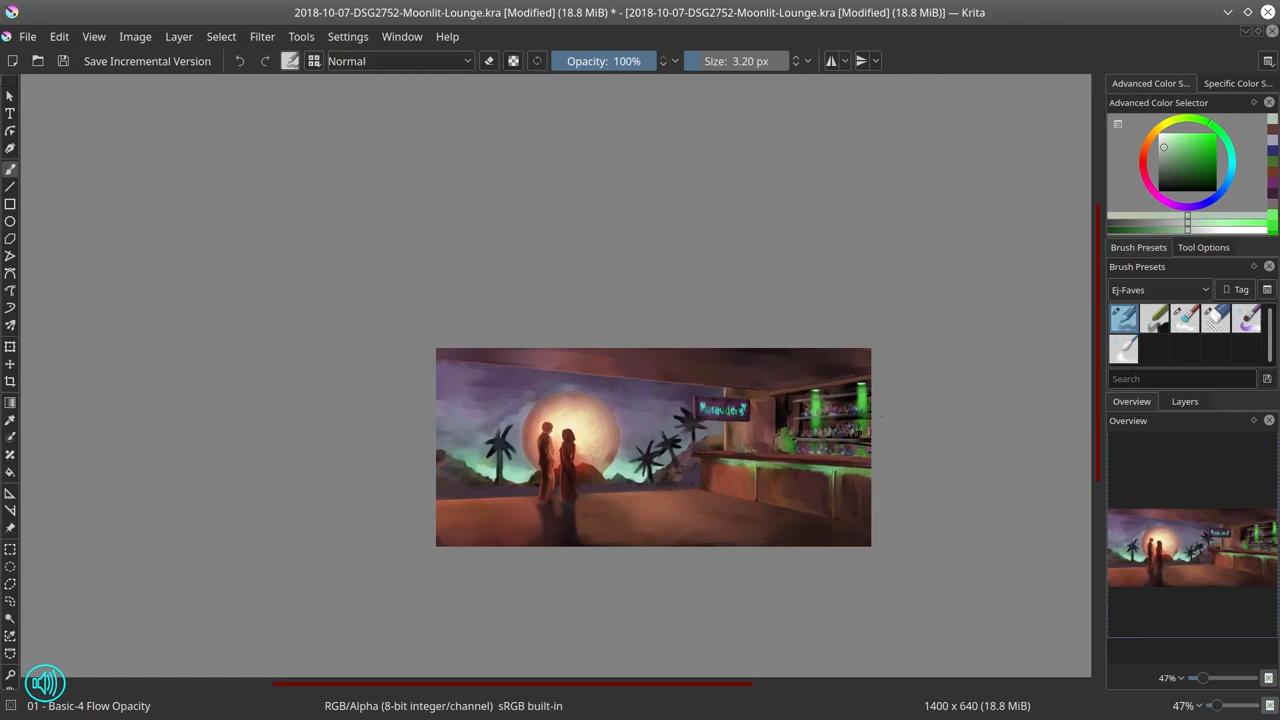 2018-10-07-DSG2752-Moonlit-Lounge.kra [Modified] (18.8 MiB) * - [2018-10-07-DSG2752-Moonlit-Lounge.kra [Modified] (18.8 MiB)] — Krita
File Edit View Image Layer Select Filter Tools Settings Window Help
Save Incremental Version Normal Opacity: 100% Size: 3.20 px
Advanced Color S... Specific Color S...
Advanced Color Selector
Brush Presets Tool Options
Brush Presets
Ej-Faves Tag
Search
Overview Layers
Overview
Marauders
47%
01 - Basic-4 Flow Opacity RGB/Alpha (8-bit integer/channel) sRGB built-in 1400 x 640 (18.8 MiB) 47%